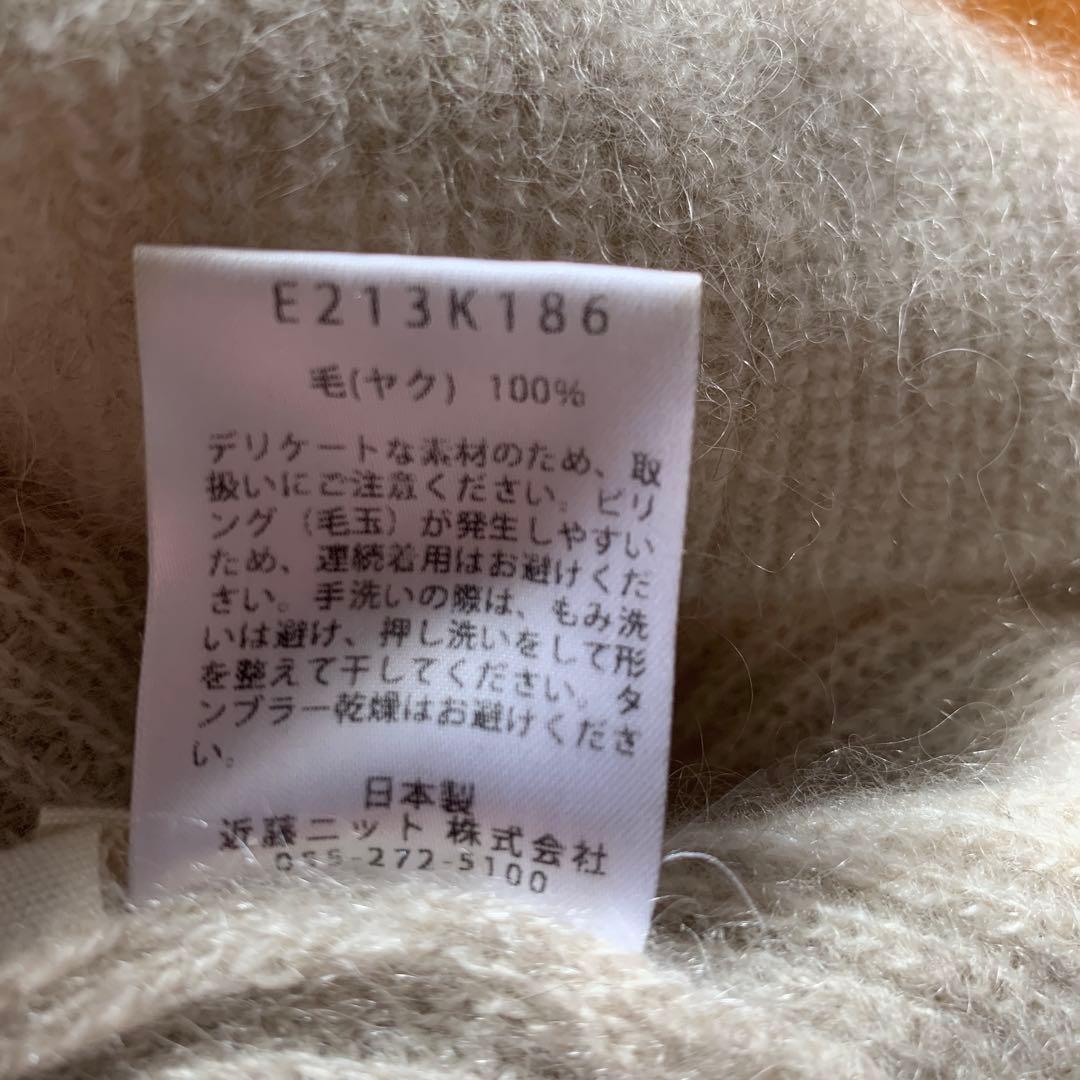 E213K186
毛(ヤク) 100%
デリケートな素材のため、取
扱いにご注意ください。ピリ
ング（毛玉）が発生しやすい
ため、連続着用はお避けくだ
さい。手洗いの際は、もみ洗
いは避け、押し洗いをして形
を整えて干してください。タ
ンブラー乾燥はお避けくださ
い。
日本製
近藤ニット株式会社
055-272-5100